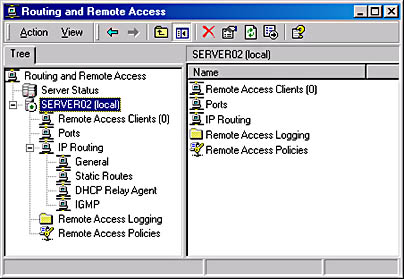 Routing and Remote Access
Action View
Tree
Routing and Remote Access
Server Status
SERVER02 (local)
Remote Access Clients (0)
Ports
IP Routing
General
Static Routes
DHCP Relay Agent
IGMP
Remote Access Logging
Remote Access Policies
SERVER02 (local)
Name
Remote Access Clients (0)
Ports
IP Routing
Remote Access Logging
Remote Access Policies